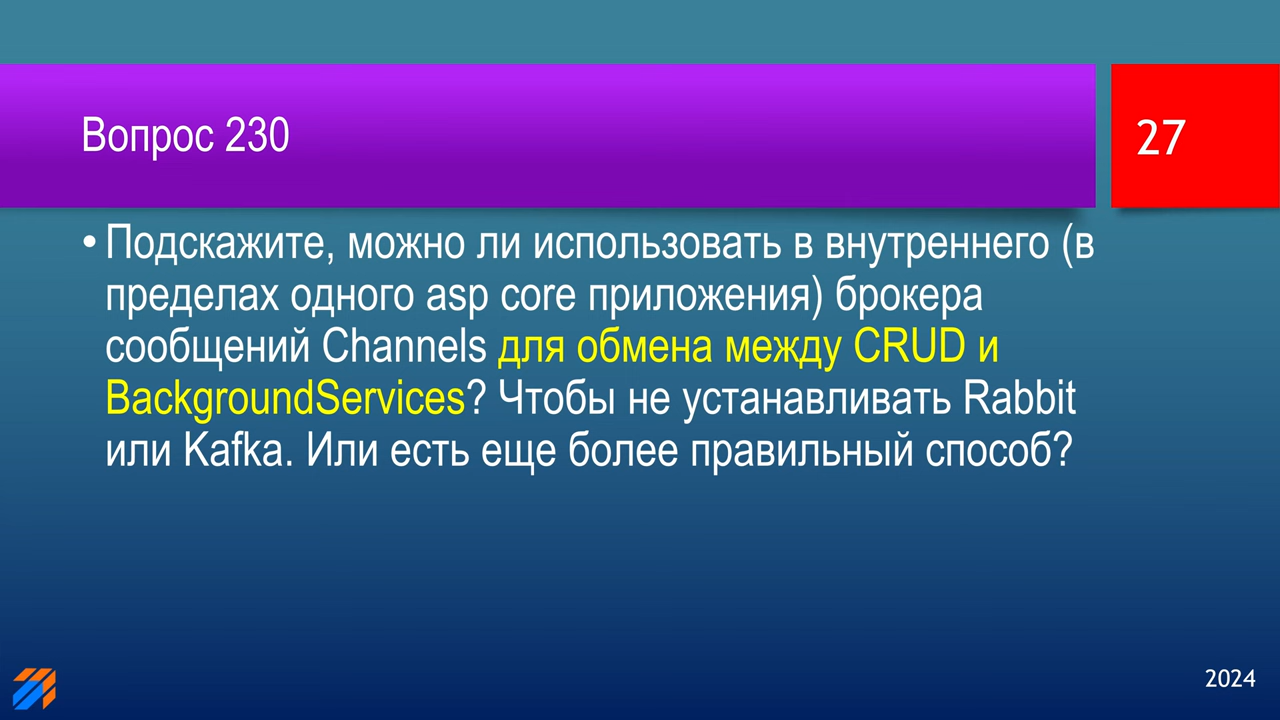 Вопрос 230
27
• Подскажите, можно ли использовать в внутреннего (в
пределах одного asp core приложения) брокера
сообщений Channels для обмена между CRUD и
BackgroundServices? Чтобы не устанавливать Rabbit
или Kafka. Или есть еще более правильный способ?
2024